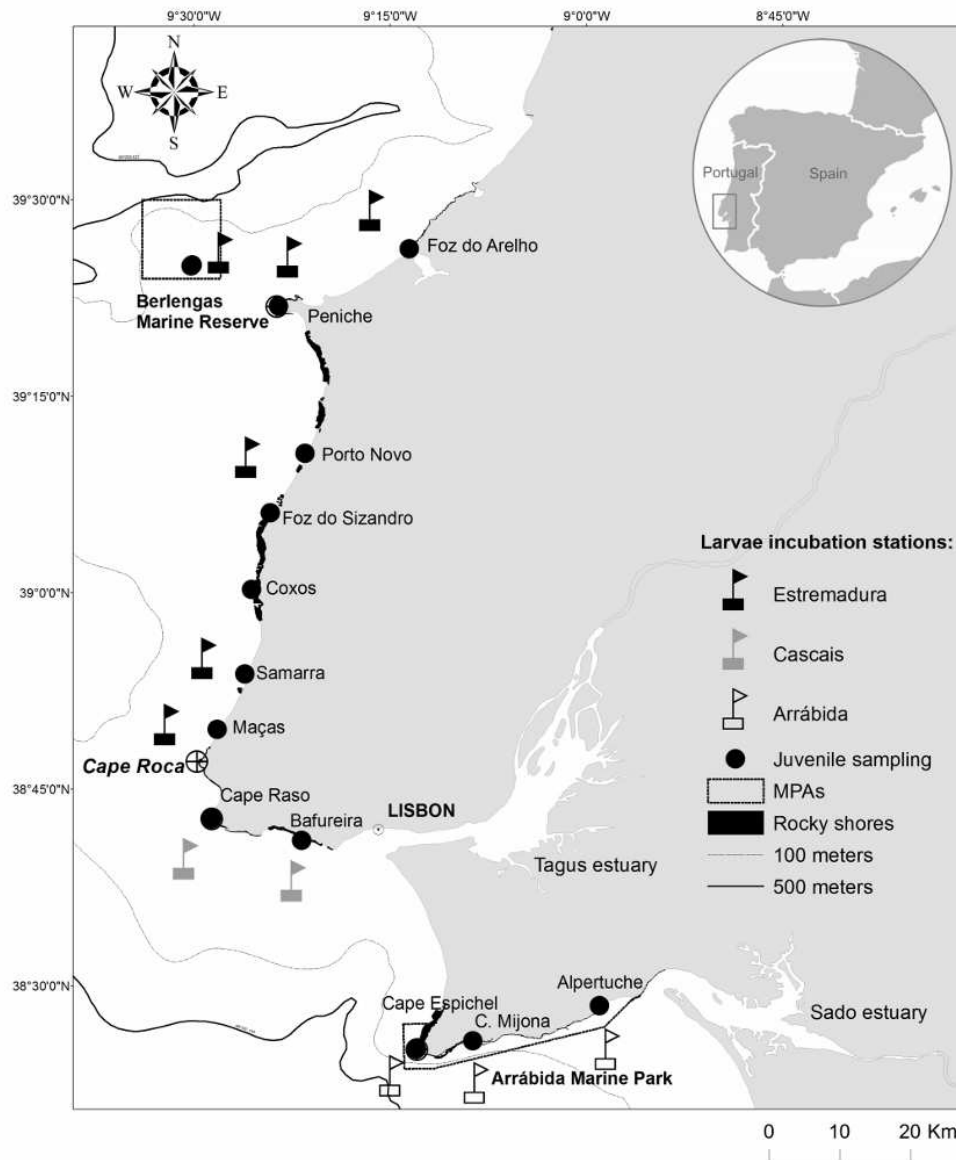 9°30'0"W
9°15'0"W
9°0'0"W
8°45'0"W
N
W
E
S
Portugal
Spain
39°30'0"N
Foz do Arelho
Berlengas
Marine Reserve
Peniche
39°15'0"N
Porto Novo
Foz do Sizandro
Larvae incubation stations:
39°0'0"N
Coxos
Estremadura
Cascais
Samarra
Arrábida
Maças
Juvenile sampling
Cape Roca
MPAs
38°45'0"N
Cape Raso
LISBON
Bafureira
Rocky shores
100 meters
Tagus estuary
500 meters
38°30'0"N
Alpertuche
Cape Espichel
C. Mijona
Sado estuary
Arrábida Marine Park
0 10 20 Km